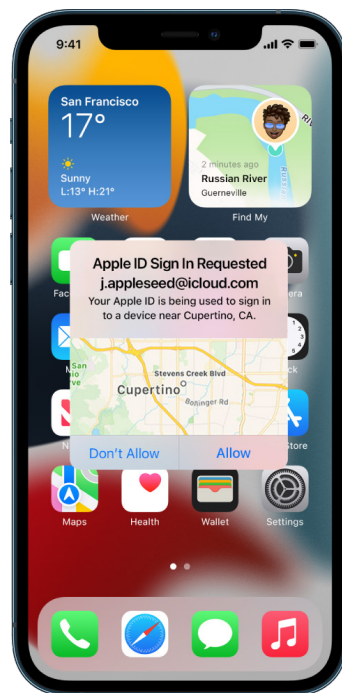 9:41
San Francisco
17°
Sunny
L:13° H:21°
Weather
2 minutes ago
Russian River
Guerneville
Find My
Apple ID Sign In Requested
j.appleseed@icloud.com
Your Apple ID is being used to sign in
to a device near Cupertino, CA.
Stevens Creek Blvd
Cupertino
Bollinger Rd
Don't Allow
Allow
Maps
Health
Wallet
Settings